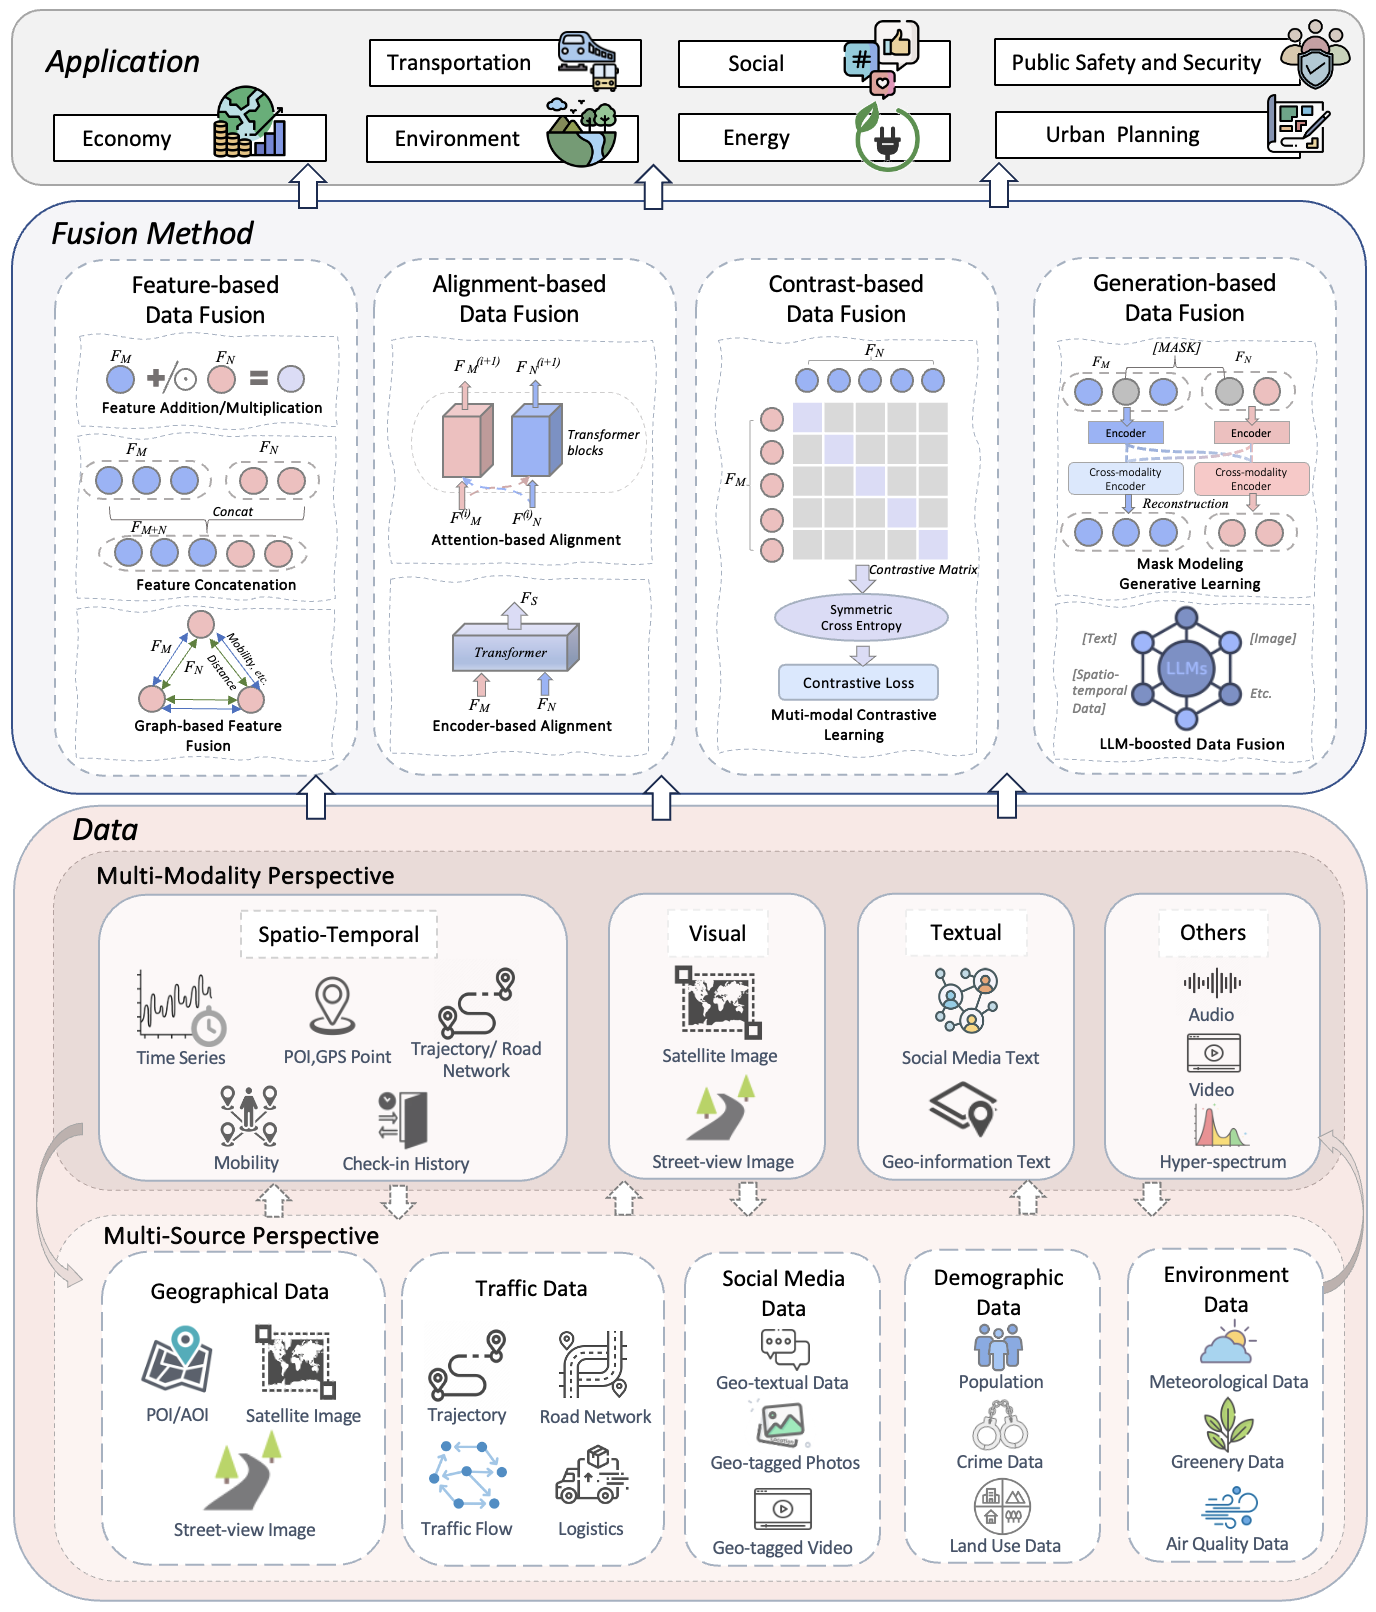 Application
Transportation
Social
Public Safety and Security
Economy
Environment
Energy
Urban Planning
Fusion Method
Feature-based
Data Fusion
F_M
F_N
+/⊙
=
Feature Addition/Multiplication
F_M
F_N
Concat
F_{M+N}
Feature Concatenation
F_M
F_N
Mobility, etc.
Distance
Graph-based Feature
Fusion
Alignment-based
Data Fusion
F_M^{(i+1)}
F_N^{(i+1)}
Transformer
blocks
F^{(i)}_M
F^{(i)}_N
Attention-based Alignment
F_S
Transformer
F_M
F_N
Encoder-based Alignment
Contrast-based
Data Fusion
F_N
F_M
Contrastive Matrix
Symmetric
Cross Entropy
Contrastive Loss
Muti-modal Contrastive
Learning
Generation-based
Data Fusion
[MASK]
F_M
F_N
Encoder
Encoder
Cross-modality
Encoder
Cross-modality
Encoder
Reconstruction
Mask Modeling
Generative Learning
[Text]
[Image]
LLMs
[Spatio-
temporal
Data]
Etc.
LLM-boosted Data Fusion
Data
Multi-Modality Perspective
Spatio-Temporal
Time Series
POI,GPS Point
Trajectory/ Road
Network
Mobility
Check-in History
Visual
Satellite Image
Street-view Image
Textual
Social Media Text
Geo-information Text
Others
Audio
Video
Hyper-spectrum
Multi-Source Perspective
Geographical Data
POI/AOI
Satellite Image
Street-view Image
Traffic Data
Trajectory
Road Network
Traffic Flow
Logistics
Social Media
Data
Geo-textual Data
Geo-tagged Photos
Geo-tagged Video
Demographic
Data
Population
Crime Data
Land Use Data
Environment
Data
Meteorological Data
Greenery Data
Air Quality Data